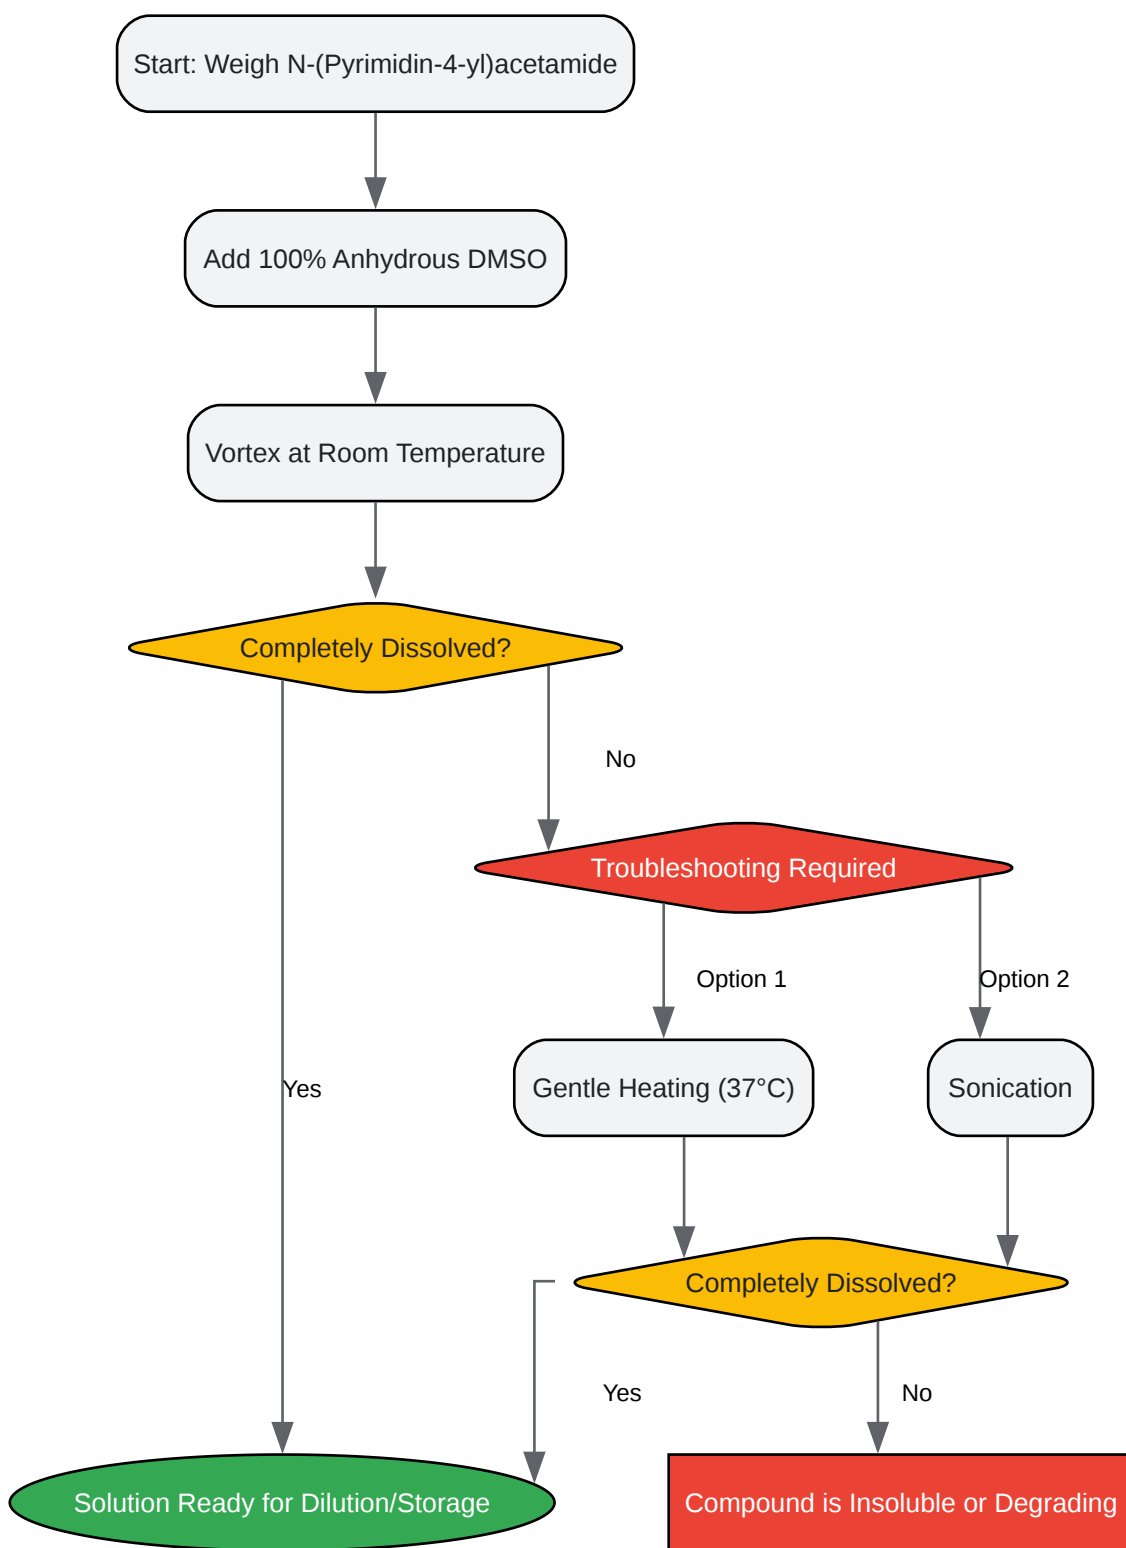 Start: Weigh N-(Pyrimidin-4-yl)acetamide
Add 100% Anhydrous DMSO
Vortex at Room Temperature
Completely Dissolved?
No
Troubleshooting Required
Option 1
Option 2
Yes
Gentle Heating (37°C)
Sonication
Completely Dissolved?
Yes
No
Solution Ready for Dilution/Storage
Compound is Insoluble or Degrading